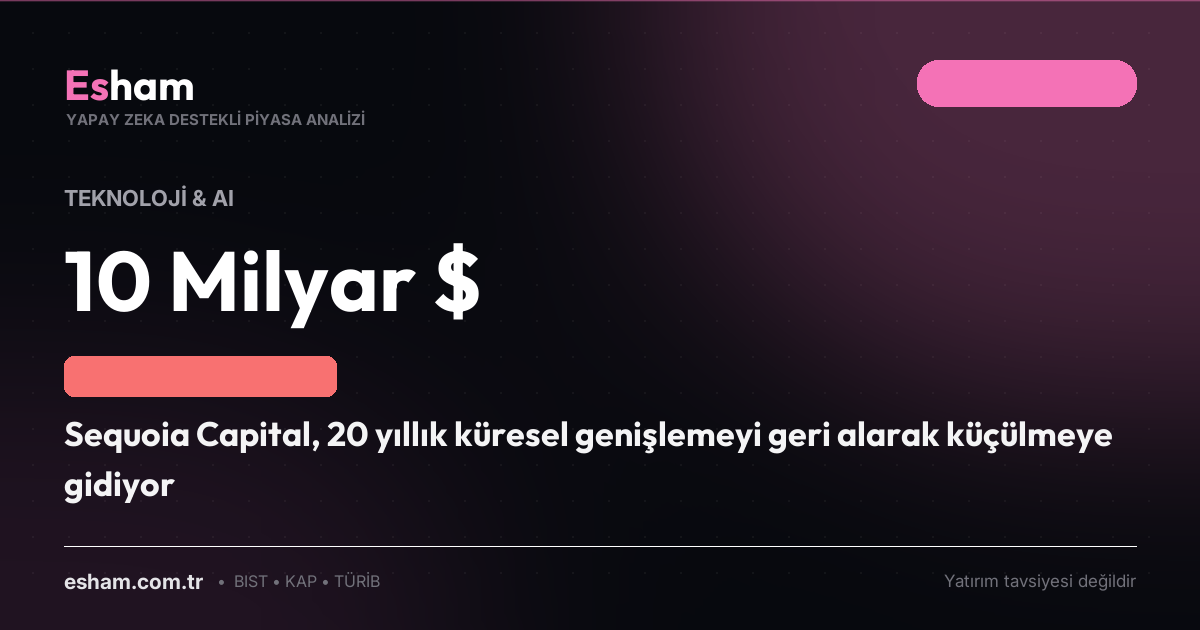 Esham
YAPAY ZEKA DESTEKLİ PİYASA ANALİZİ
TEKNOLOJİ & AI
10 Milyar $
Sequoia Capital, 20 yıllık küresel genişlemeyi geri alarak küçülmeye
gidiyor
esham.com.tr • BIST • KAP • TÜRİB
Yatırım tavsiyesi değildir